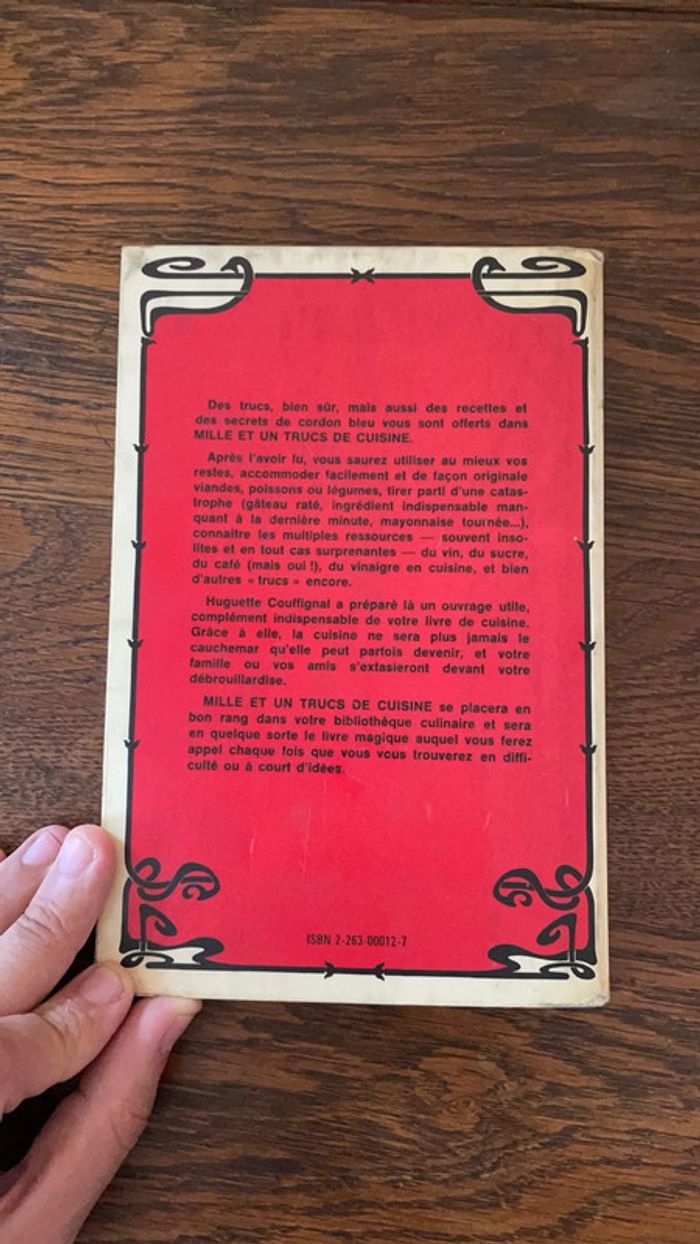 Des trucs, bien sûr, mais aussi des recettes et
des secrets de cordon bleu vous sont offerts dans
MILLE ET UN TRUCS DE CUISINE.
Après l'avoir lu, vous saurez utiliser au mieux vos
restes, accommoder facilement et de façon originale
viandes, poissons ou légumes, tirer parti d'une catas-
trophe (gâteau raté, ingrédient indispensable man-
quant à la dernière minute, mayonnaise tournée...),
connaître les multiples ressources — souvent inso-
lites et en tout cas surprenantes — du vin, du sucre,
du café (mais oui !), du vinaigre en cuisine, et bien
d'autres « trucs » encore.
Huguette Couffignal a préparé là un ouvrage utile,
complément indispensable de votre livre de cuisine.
Grâce à elle, la cuisine ne sera plus jamais le
cauchemar qu'elle peut parfois devenir, et votre
famille ou vos amis s'extasieront devant votre
débrouillardise.
MILLE ET UN TRUCS DE CUISINE se placera en
bon rang dans votre bibliothèque culinaire et sera
en quelque sorte le livre magique auquel vous ferez
appel chaque fois que vous vous trouverez en diffi-
culté ou à court d'idées.
ISBN 2-263-00012-7